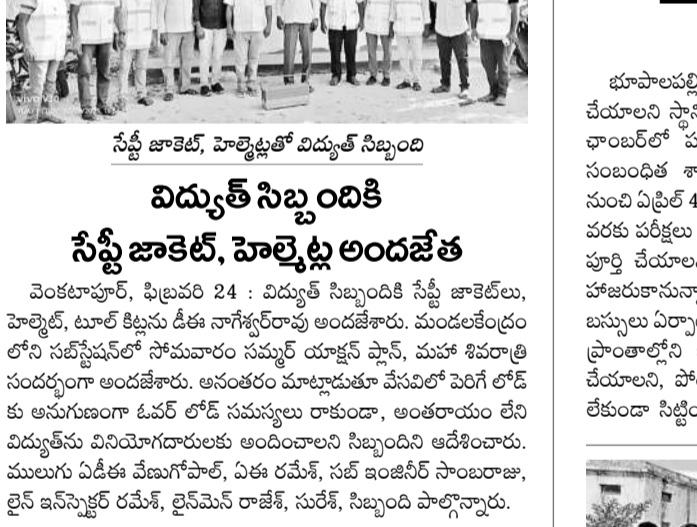 vivo V30
సేప్టీ జాకెట్, హెల్మెట్లతో విద్యుత్ సిబ్బంది
విద్యుత్ సిబ్బందికి
సేప్టీ జాకెట్, హెల్మెట్ల అందజేత
వెంకటాపూర్, ఫిబ్రవరి 24 : విద్యుత్ సిబ్బందికి సేప్టీ జాకెట్‌లు,
హెల్మెట్, టూల్ కిట్లను డీఈ నాగేశ్వర్‌రావు అందజేశారు. మండలకేంద్రం
లోని సబ్‌స్టేషన్‌లో సోమవారం సమ్మర్ యాక్షన్ ప్లాన్, మహా శివరాత్రి
సందర్భంగా అందజేశారు. అనంతరం మాట్లాడుతూ వేసవిలో పెరిగే లోడ్
కు అనుగుణంగా ఓవర్ లోడ్ సమస్యలు రాకుండా, అంతరాయం లేని
విద్యుత్‌ను వినియోగదారులకు అందించాలని సిబ్బందిని ఆదేశించారు.
ములుగు ఏడీఈ వేణుగోపాల్, ఏఈ రమేశ్, సబ్ ఇంజినీర్ సాంబరాజు,
లైన్ ఇన్‌స్పెక్టర్ రమేశ్, లైన్‌మెన్ రాజేశ్, సురేశ్, సిబ్బంది పాల్గొన్నారు.
భూపాలపల్లి
చేయాలని
ఛాంబర్‌లో
సంబంధిత
నుంచి ఏప్రిల్ 4
వరకు పరీక్షలు
పూర్తి
బస్సులు
ప్రాంతాల్లోని
చేయాలని,
లేకుండా